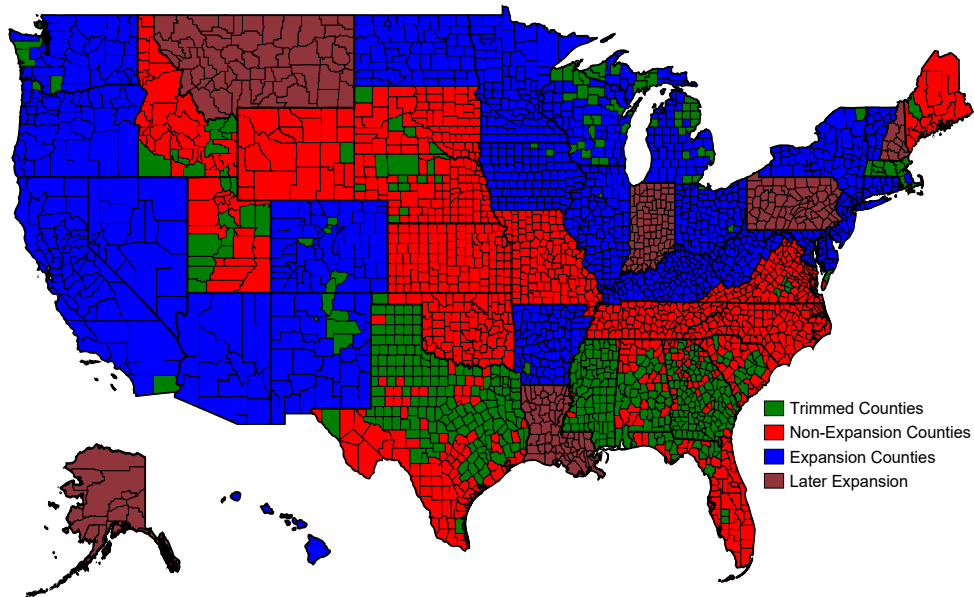 Trimmed Counties
Non-Expansion Counties
Expansion Counties
Later Expansion